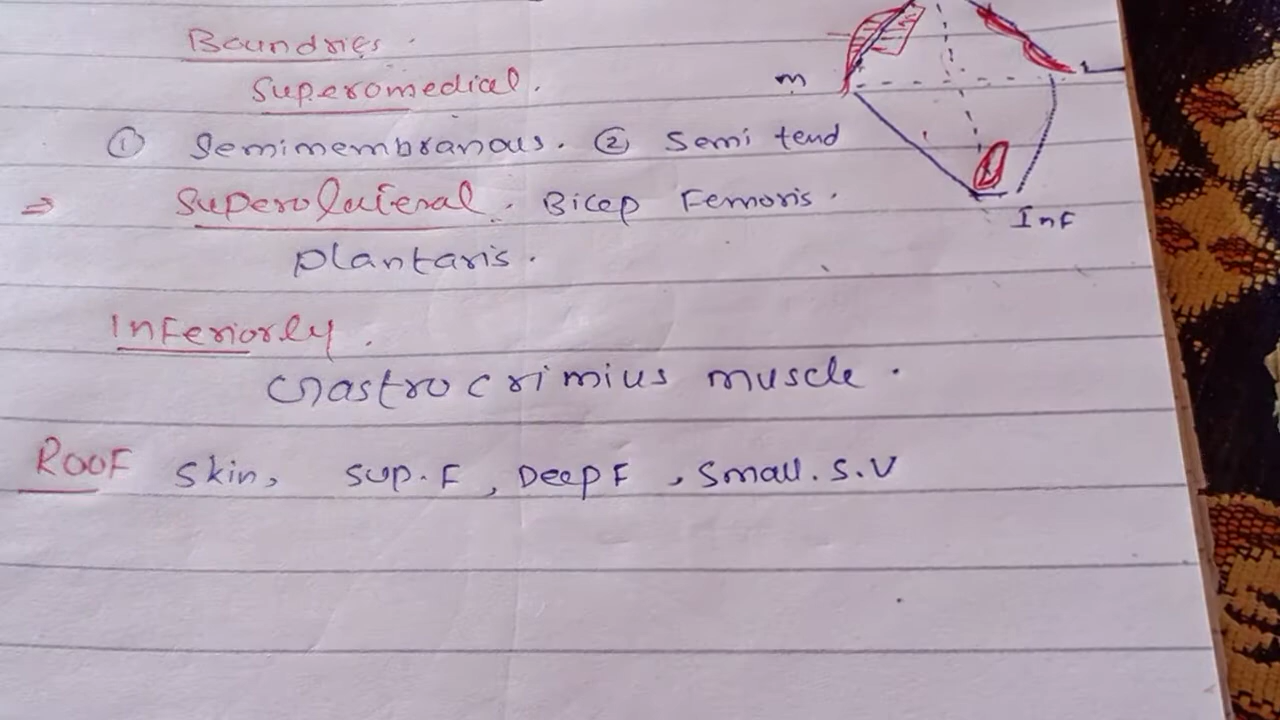 Boundries.
Superomedial.
① Semimembranous. ② Semi tend
⇒ Superolateral. Bicep Femoris.
Plantaris.
Inferiorly.
Gastrocrimius muscle.
Roof Skin, Sup. F, Deep F, Small. S.V
m
L
Inf